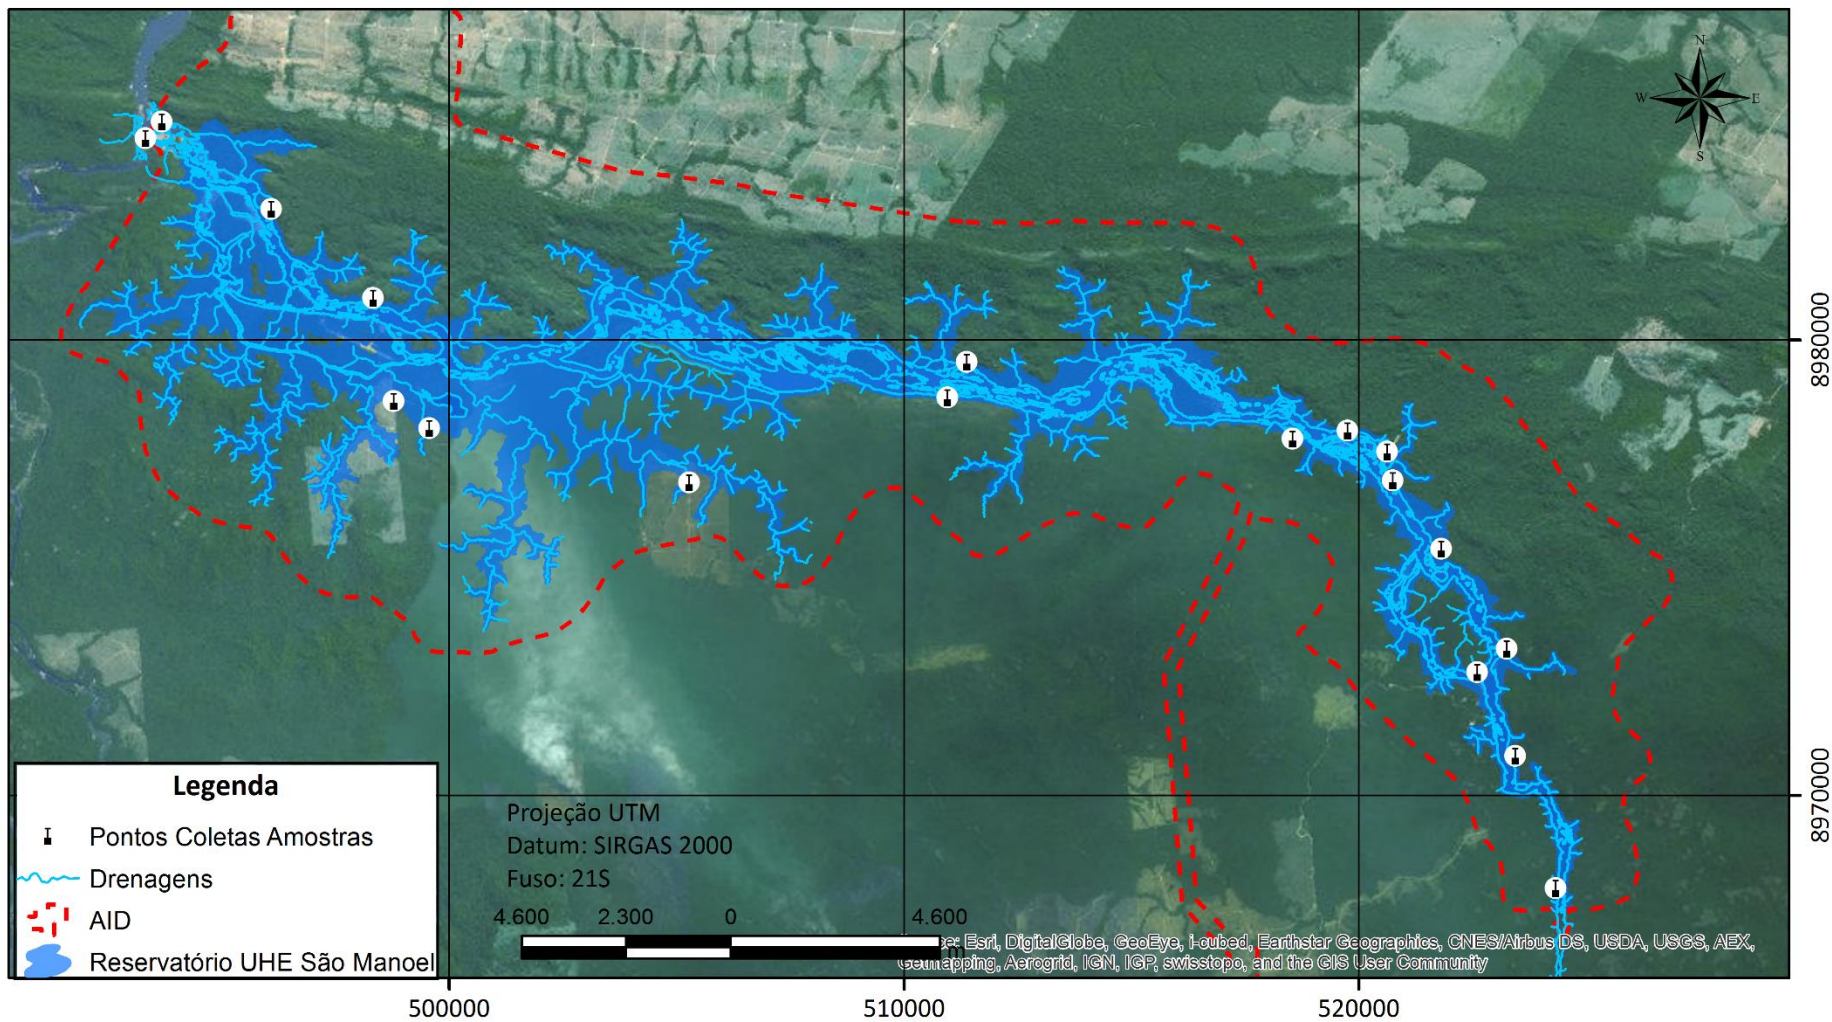 N
W E
S
8980000
8970000
Legenda
Pontos Coletas Amostras
Drenagens
AID
Reservatório UHE São Manoel
Projeção UTM
Datum: SIRGAS 2000
Fuso: 21S
4.600 2.300 0 4.600
m
Esri, DigitalGlobe, GeoEye, i-cubed, Earthstar Geographics, CNES/Airbus DS, USDA, USGS, AEX,
Getmapping, Aerogrid, IGN, IGP, swisstopo, and the GIS User Community
500000 510000 520000